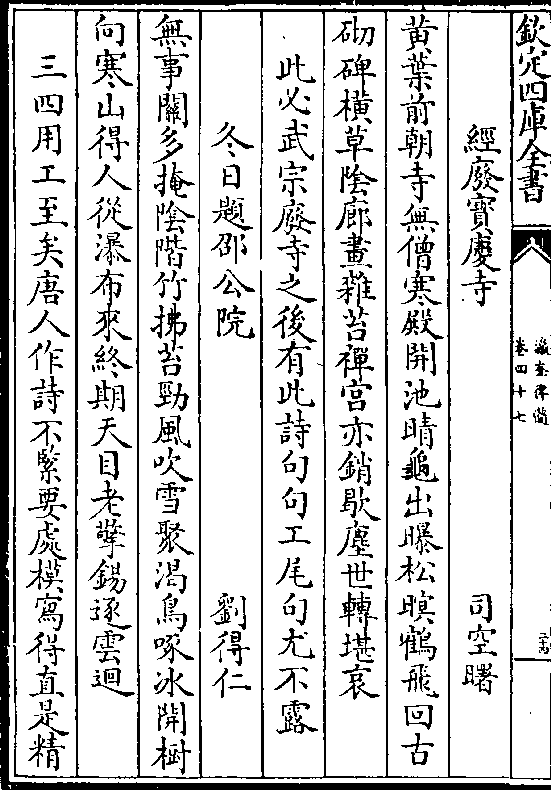 欽定四庫全書
瀛奎律髓
卷四十七
經廢寳慶寺　司空曙
黄葉前朝寺無僧寒殿開池晴龜出曝松暝鶴飛回古
砌碑横草陰廊畫雜苔禪宫亦銷歇塵世轉堪哀
此必武宗廢寺之後有此詩句句工尾句尤不露
冬日題邵公院　劉得仁
無事闗多掩陰階竹拂苔勁風吹雪聚渴鳥啄冰開樹
向寒山得人從瀑布來終期天目老擎錫逐雲迴
三四用工至矣唐人作詩不緊要處模寫得直是精